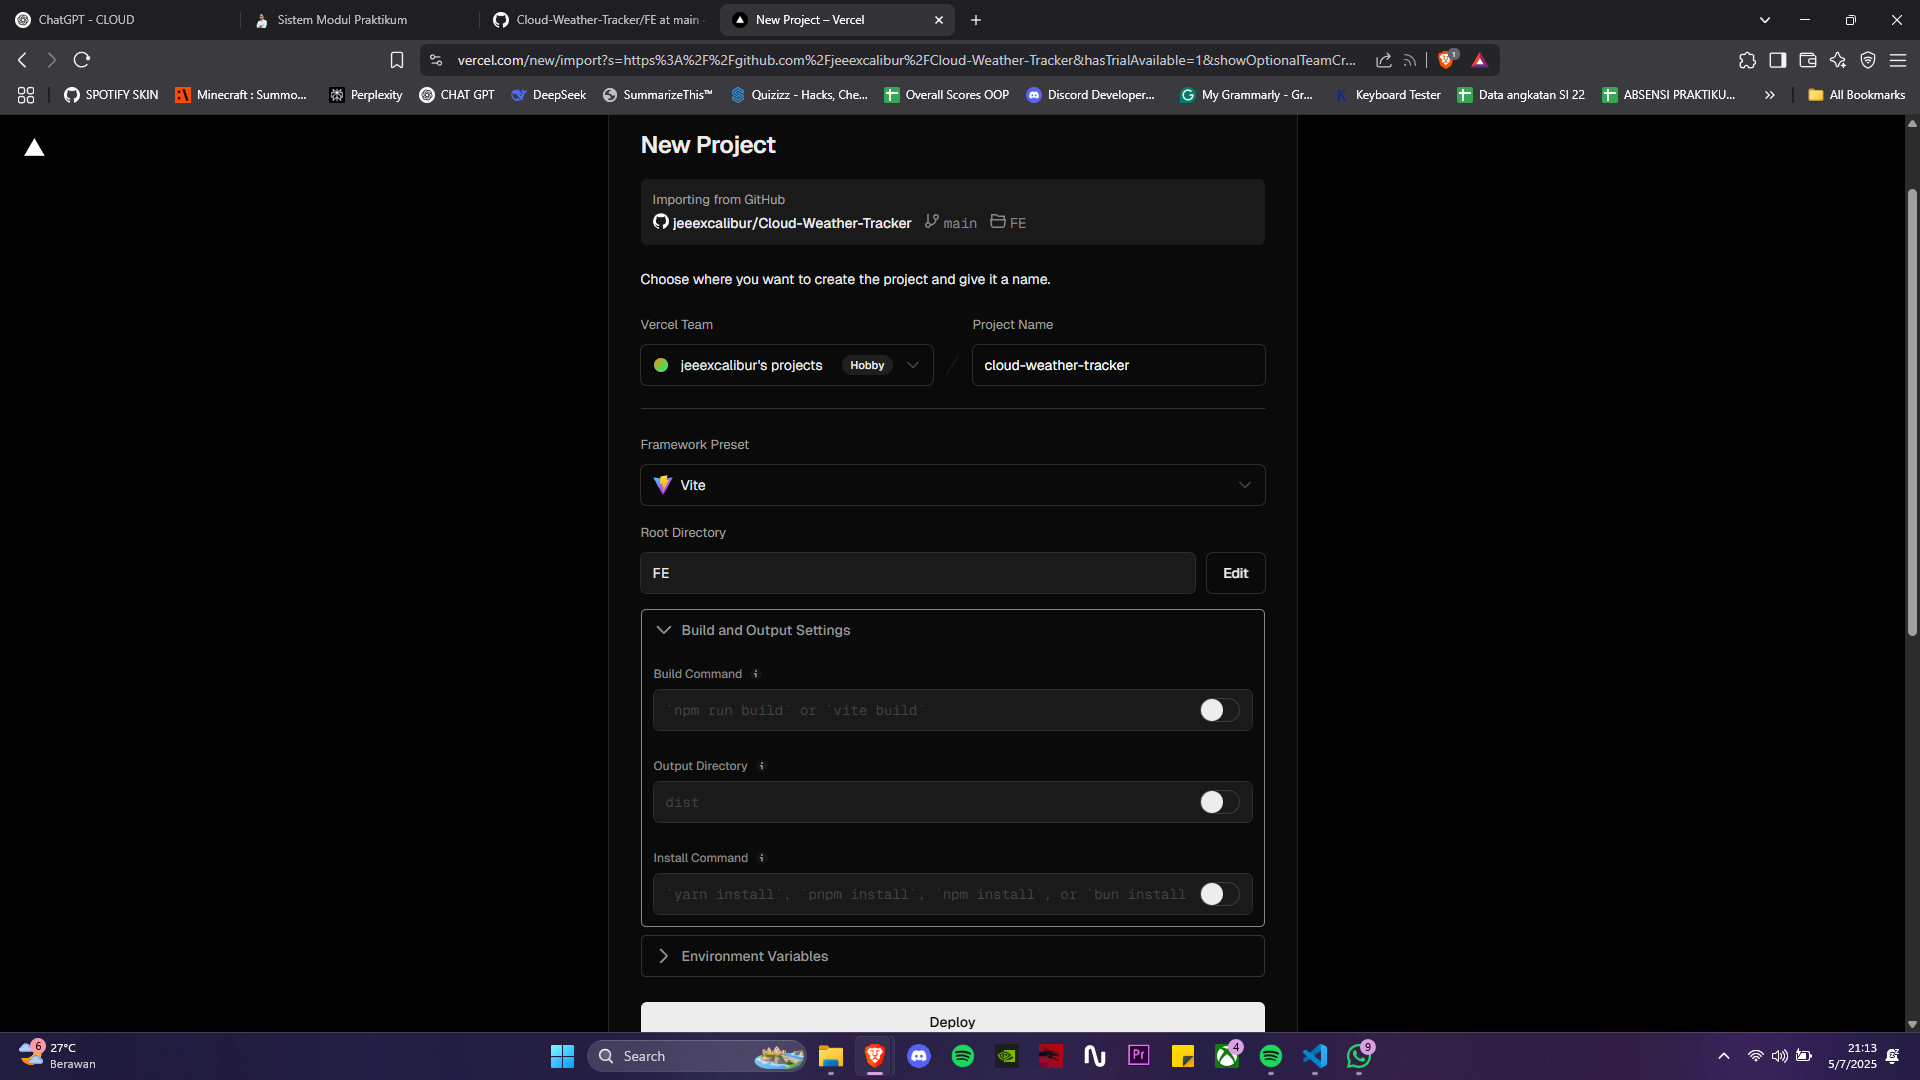 ChatGPT - CLOUD
Sistem Modul Praktikum
Cloud-Weather-Tracker/FE at main
New Project – Vercel
vercel.com/new/import?s=https%3A%2F%2Fgithub.com%2Fjeeexcalibur%2FCloud-Weather-Tracker&hasTrialAvailable=1&showOptionalTeamCr...
1
SPOTIFY SKIN
Minecraft : Summo...
Perplexity
CHAT GPT
DeepSeek
SummarizeThis™
Quizizz - Hacks, Che...
Overall Scores OOP
Discord Developer...
My Grammarly - Gr...
Keyboard Tester
Data angkatan SI 22
ABSENSI PRAKTIKU...
All Bookmarks
New Project
Importing from GitHub
jeeexcalibur/Cloud-Weather-Tracker main FE
Choose where you want to create the project and give it a name.
Vercel Team
Project Name
jeeexcalibur's projects Hobby
cloud-weather-tracker
Framework Preset
Vite
Root Directory
FE
Edit
Build and Output Settings
Build Command
`npm run build` or `vite build`
Output Directory
dist
Install Command
`yarn install`, `pnpm install`, `npm install`, or `bun install
Environment Variables
Deploy
6
27°C
Berawan
Search
Pr
4
9
21:13
5/7/2025